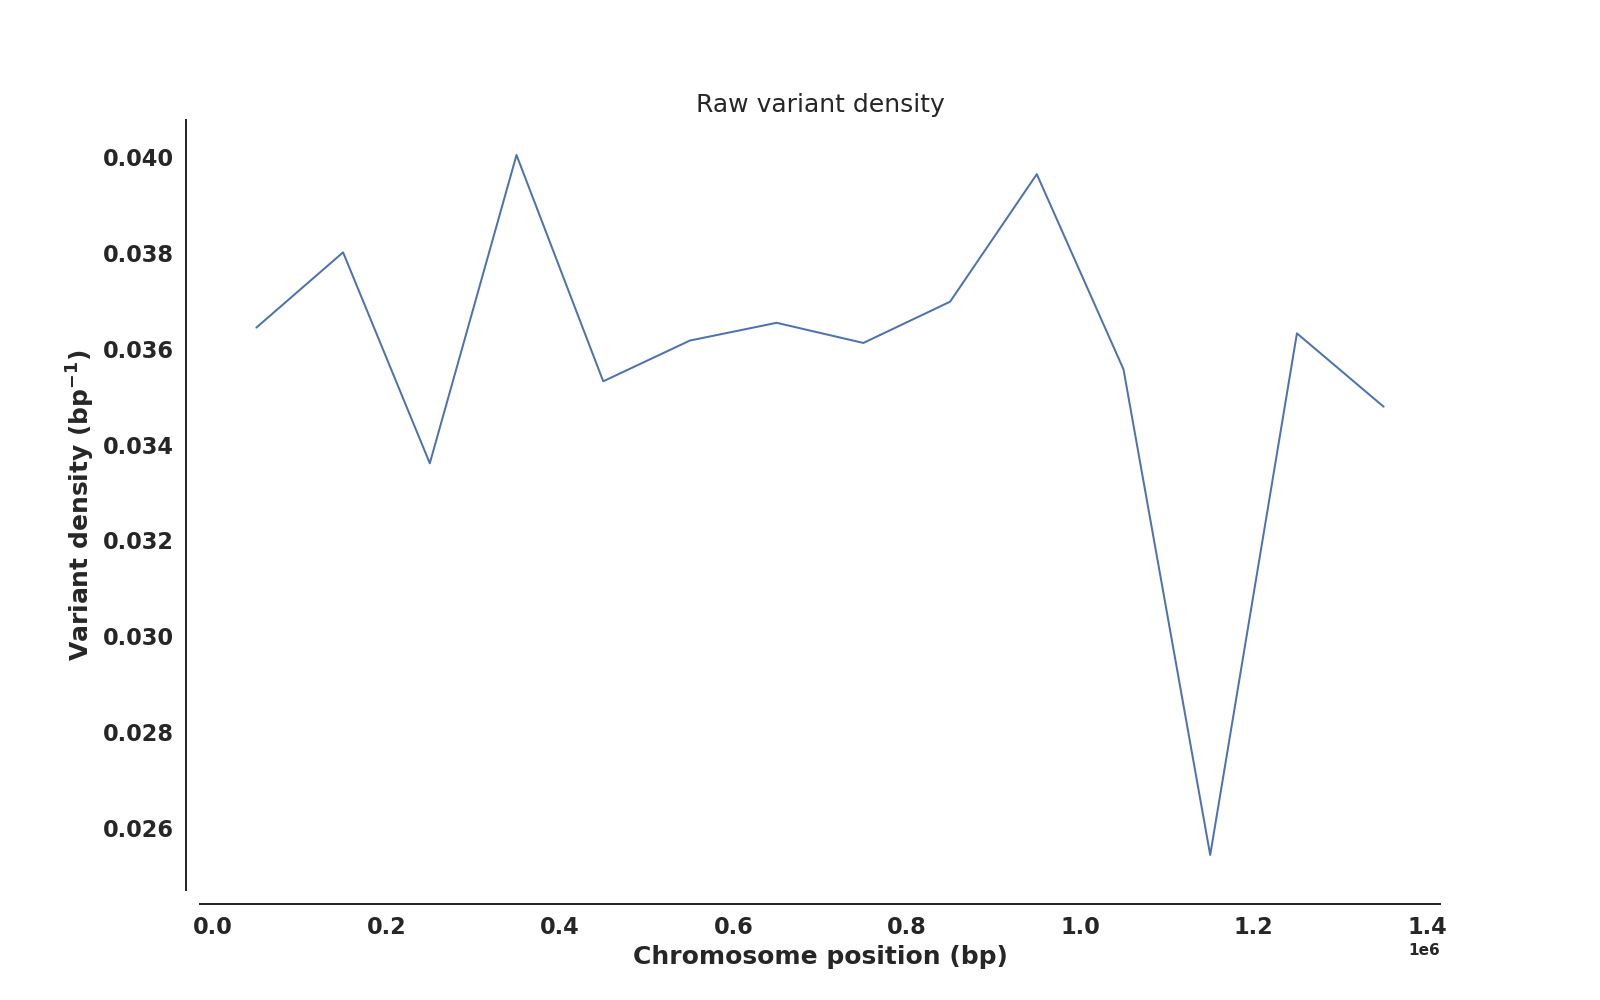 Raw variant density
Variant density (bp⁻¹)
0.040
0.038
0.036
0.034
0.032
0.030
0.028
0.026
0.0 0.2 0.4 0.6 0.8 1.0 1.2 1.4
1e6
Chromosome position (bp)